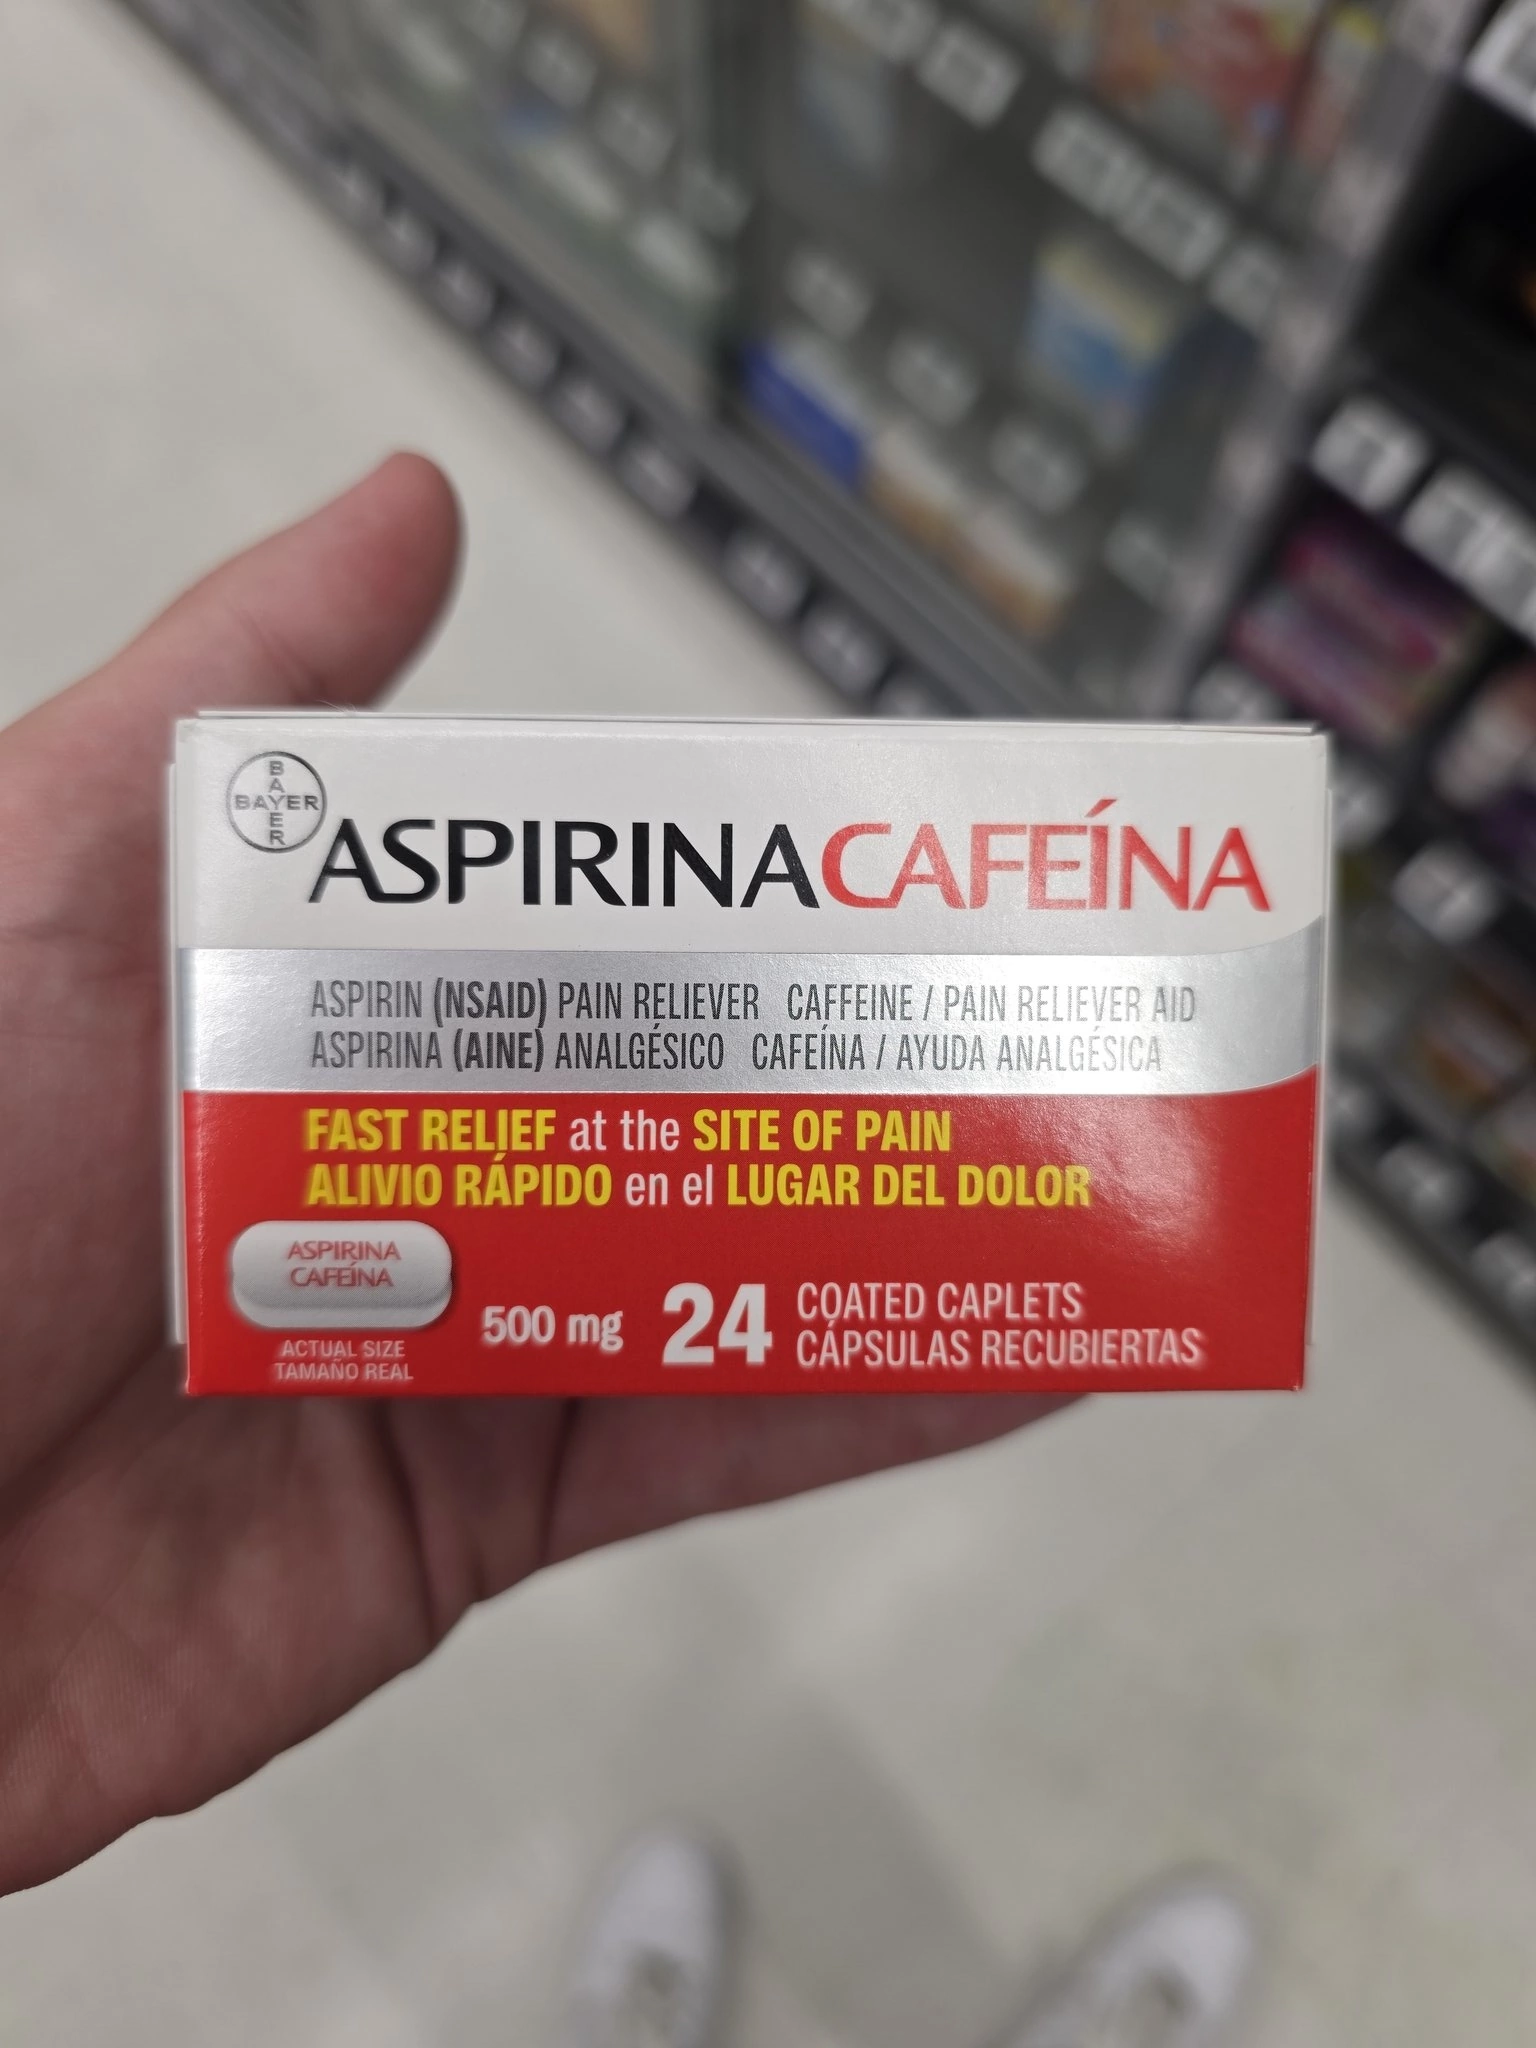 BAYER
BAYER
ASPIRINACAFEÍNA
ASPIRIN (NSAID) PAIN RELIEVER CAFFEINE / PAIN RELIEVER AID
ASPIRINA (AINE) ANALGÉSICO CAFEÍNA / AYUDA ANALGÉSICA
FAST RELIEF at the SITE OF PAIN
ALIVIO RÁPIDO en el LUGAR DEL DOLOR
ASPIRINA
CAFEÍNA
ACTUAL SIZE
TAMAÑO REAL
500 mg
24
COATED CAPLETS
CÁPSULAS RECUBIERTAS